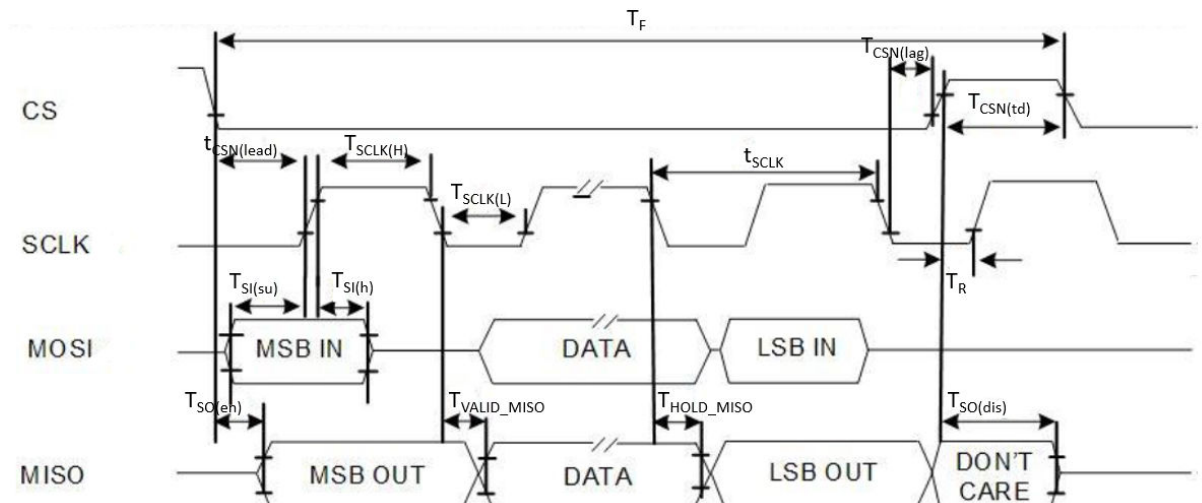 T_F
T_CSN(lag)
CS
T_CSN(td)
t_CSN(lead)
T_SCLK(H)
t_SCLK
T_SCLK(L)
SCLK
T_R
T_SI(su)
T_SI(h)
MOSI
MSB IN
DATA
LSB IN
T_SO(en)
T_VALID_MISO
T_HOLD_MISO
T_SO(dis)
MISO
MSB OUT
DATA
LSB OUT
DON'T
CARE